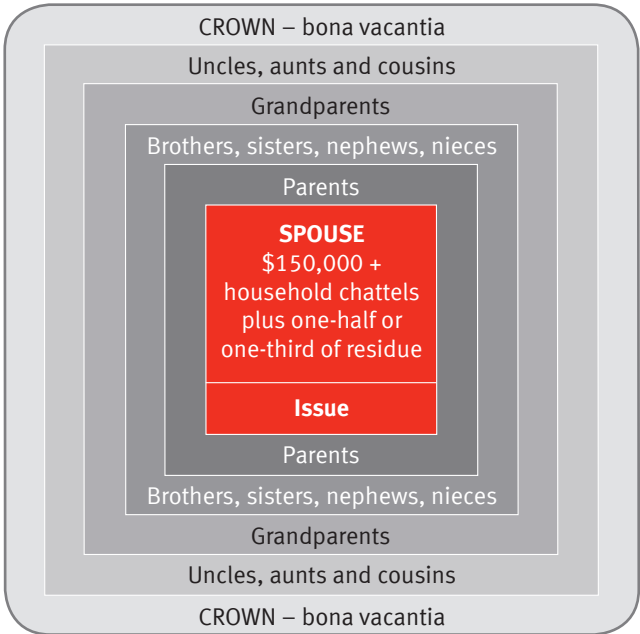 CROWN – bona vacantia
Uncles, aunts and cousins
Grandparents
Brothers, sisters, nephews, nieces
Parents
SPOUSE
$150,000 +
household chattels
plus one-half or
one-third of residue
Issue
Parents
Brothers, sisters, nephews, nieces
Grandparents
Uncles, aunts and cousins
CROWN – bona vacantia